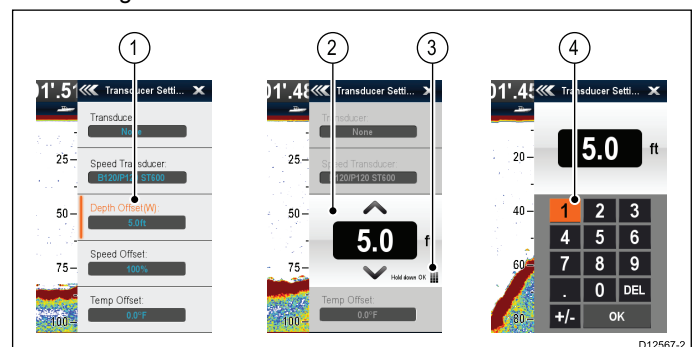 1
2
3
4
01'.51
Transducer Setti...
Transducer:
None
25
Speed Transducer:
B120/P120 ST600
50
Depth Offset(W):
5.0ft
75
Speed Offset:
100%
100
Temp Offset:
0.0°F
01'.48
Transducer Setti...
Transducer:
None
25
Speed Transducer:
B120/P120 ST600
50
5.0 f
75
Hold down OK
Temp Offset:
0.0°F
100
01'.45
Transducer Setti...
20
5.0 ft
40
1 2 3
4 5 6
60
7 8 9
. 0 DEL
80
+/- OK
D12567-2